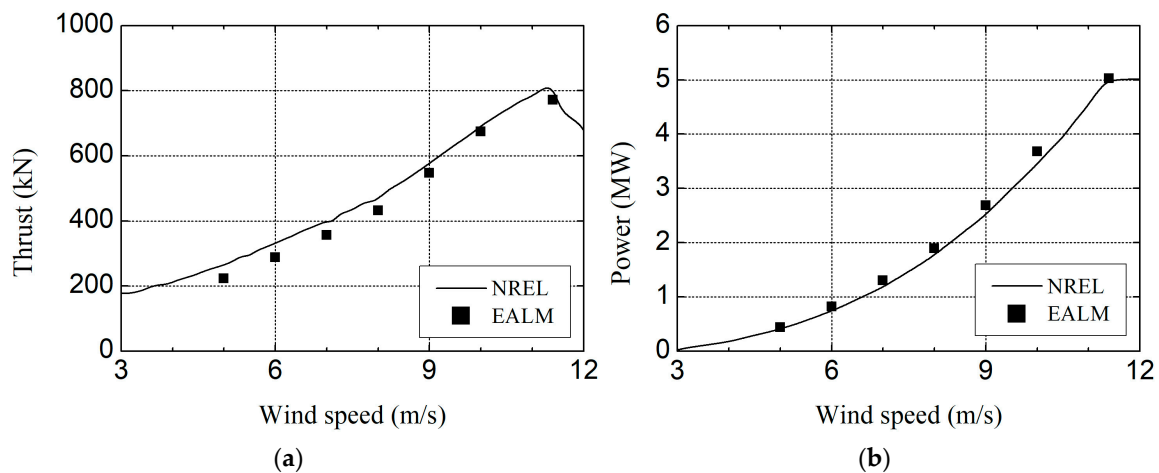 1000
800
600
400
200
0
Thrust (kN)
NREL
EALM
3 6 9 12
Wind speed (m/s)
(a)
6
5
4
3
2
1
0
Power (MW)
NREL
EALM
3 6 9 12
Wind speed (m/s)
(b)